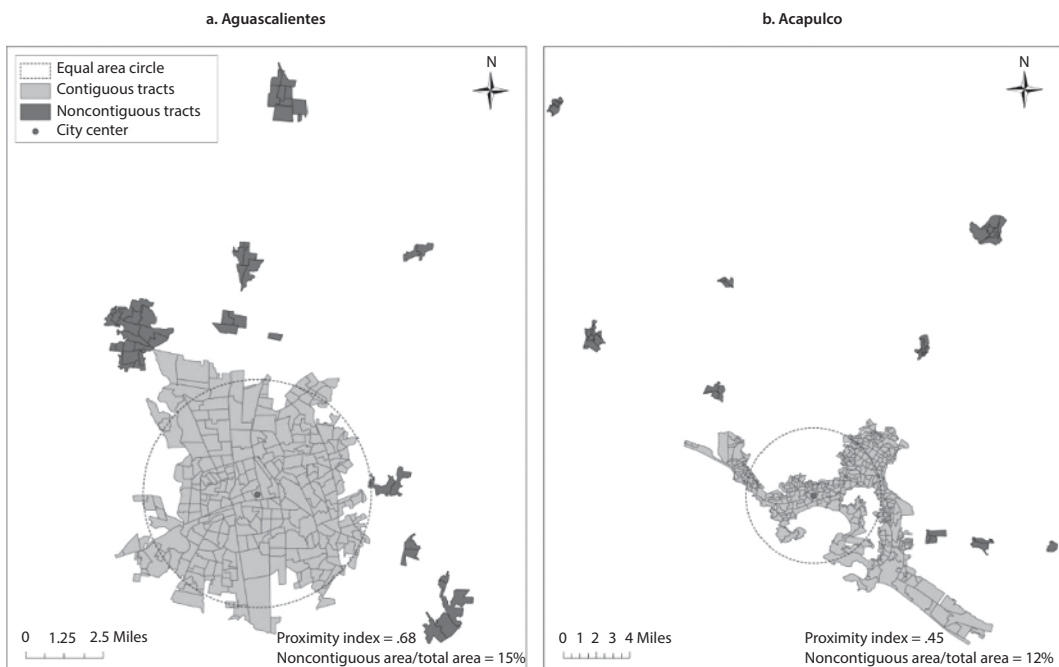 a. Aguascalientes
Equal area circle
Contiguous tracts
Noncontiguous tracts
City center
N
0 1.25 2.5 Miles
Proximity index = .68
Noncontiguous area/total area = 15%
b. Acapulco
N
0 1 2 3 4 Miles
Proximity index = .45
Noncontiguous area/total area = 12%